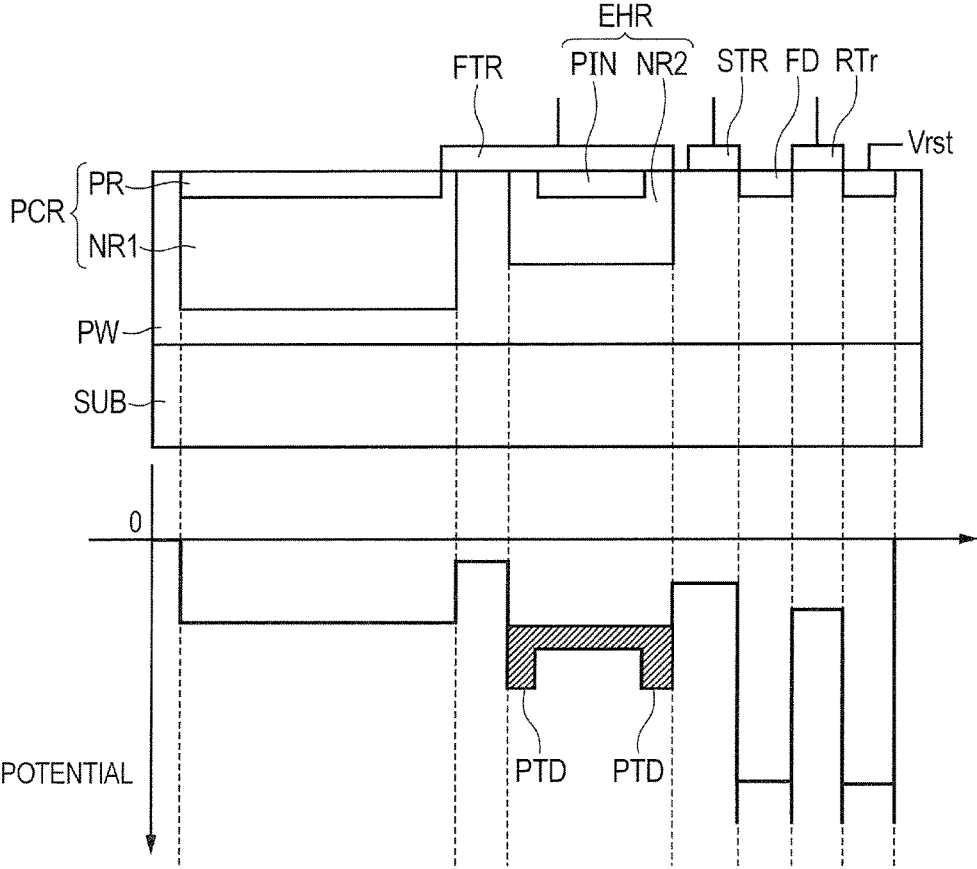 EHR
FTR PIN NR2 STR FD RTr
Vrst
PR
PCR
NR1
PW
SUB
0
PTD PTD
POTENTIAL